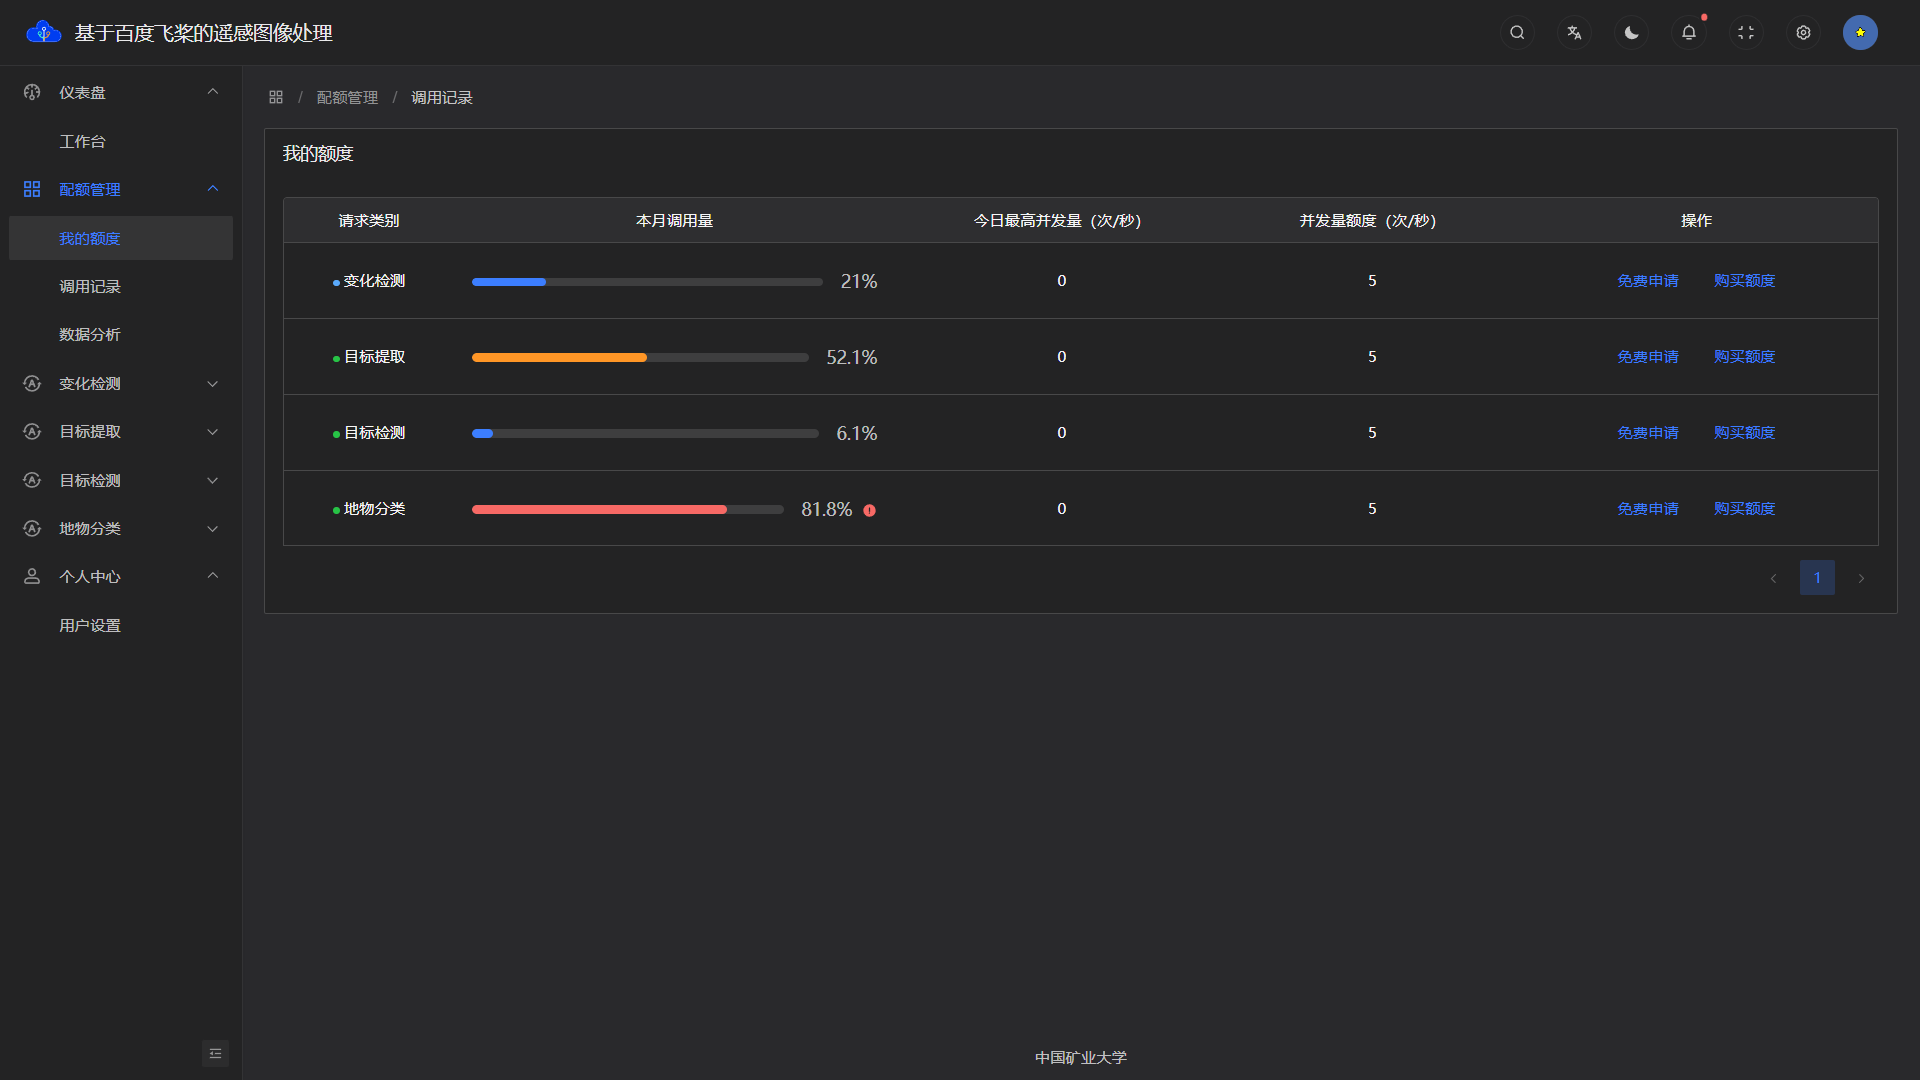 基于百度飞桨的遥感图像处理
仪表盘
工作台
配额管理
我的额度
调用记录
数据分析
变化检测
目标提取
目标检测
地物分类
个人中心
用户设置
/ 配额管理 / 调用记录
我的额度
请求类别 本月调用量 今日最高并发量（次/秒） 并发量额度（次/秒） 操作
变化检测 21% 0 5 免费申请 购买额度
目标提取 52.1% 0 5 免费申请 购买额度
目标检测 6.1% 0 5 免费申请 购买额度
地物分类 81.8% 0 5 免费申请 购买额度
1
中国矿业大学